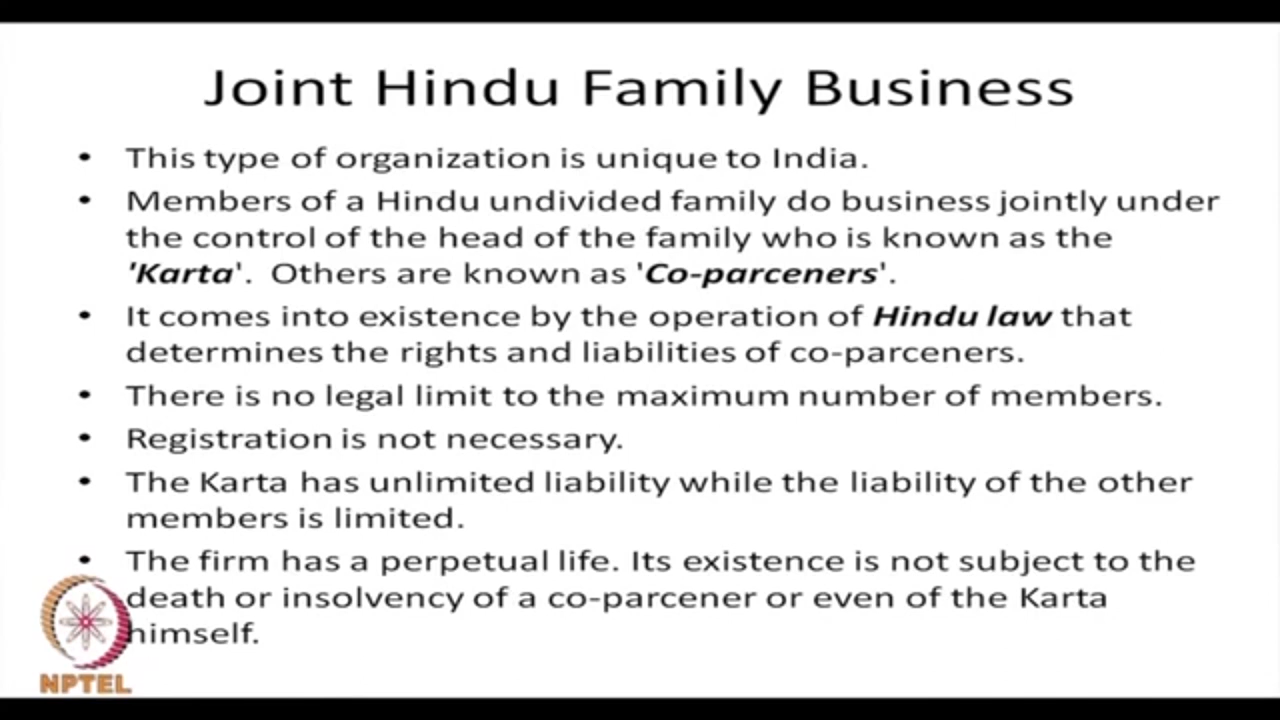 Joint Hindu Family Business
• This type of organization is unique to India.
• Members of a Hindu undivided family do business jointly under
the control of the head of the family who is known as the
'Karta'. Others are known as 'Co-parceners'.
• It comes into existence by the operation of Hindu law that
determines the rights and liabilities of co-parceners.
• There is no legal limit to the maximum number of members.
• Registration is not necessary.
• The Karta has unlimited liability while the liability of the other
members is limited.
• The firm has a perpetual life. Its existence is not subject to the
death or insolvency of a co-parcener or even of the Karta
himself.
NPTEL